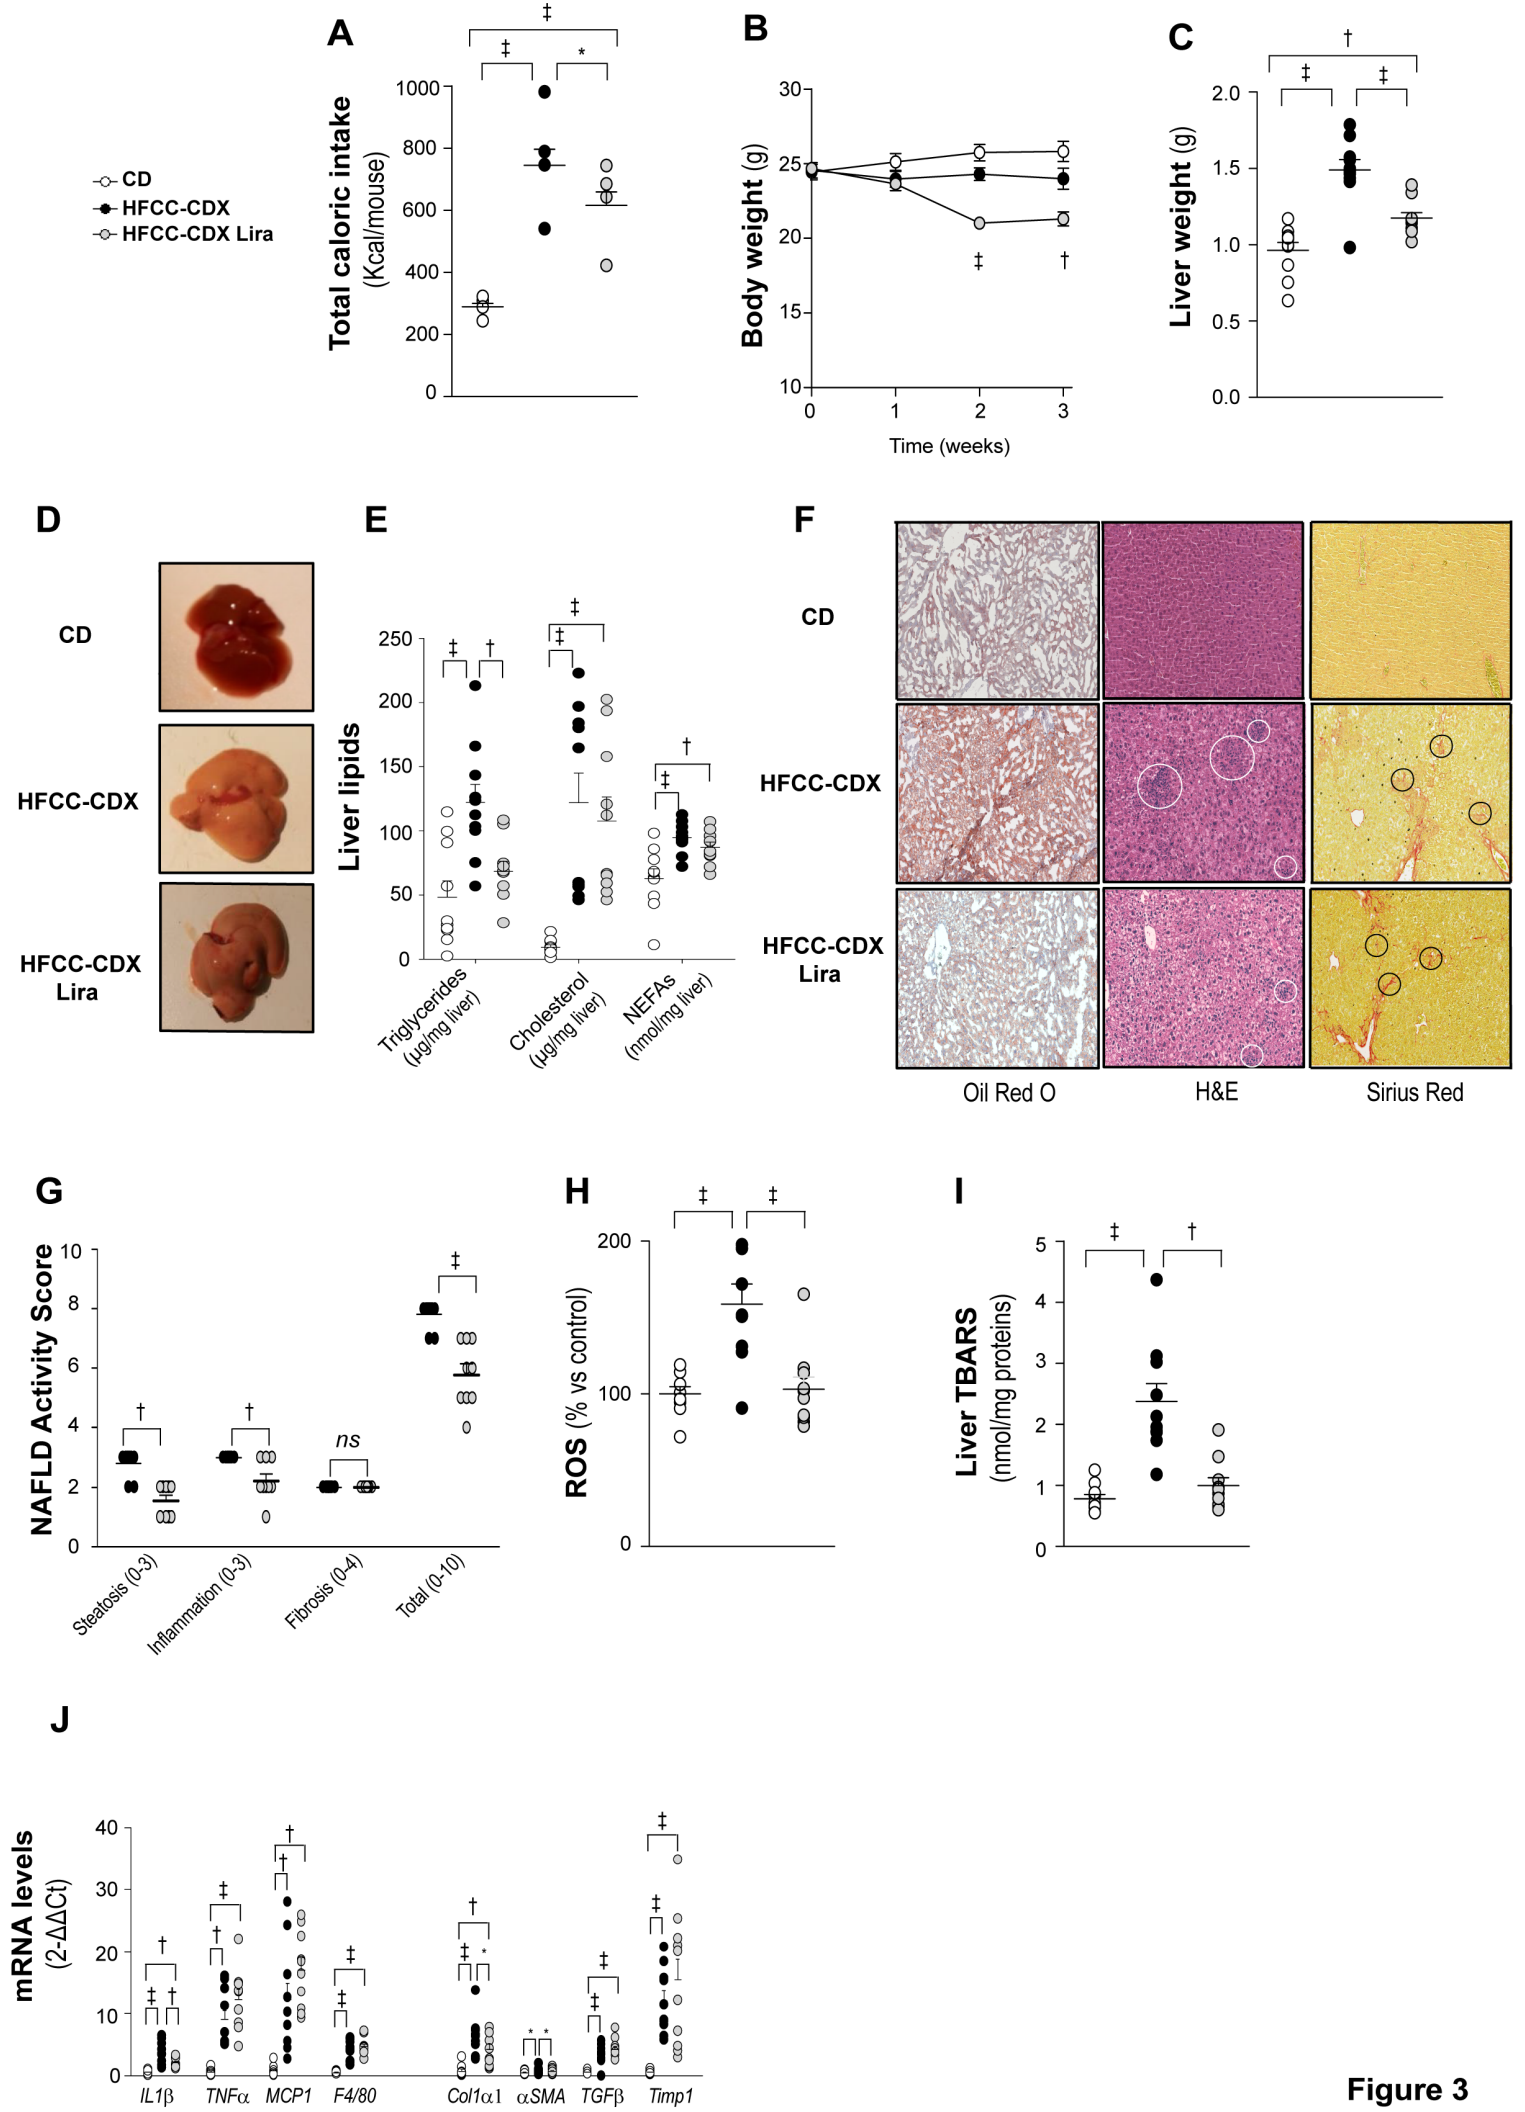 A
B
C
‡
‡
*
†
‡
‡
CD
HFCC-CDX
HFCC-CDX Lira
Total caloric intake
(Kcal/mouse)
1000
800
600
400
200
0
Body weight (g)
30
25
20
15
10
‡
†
0
1
2
3
Time (weeks)
Liver weight (g)
2.0
1.5
1.0
0.5
0.0
D
E
F
CD
HFCC-CDX
HFCC-CDX
Lira
Liver lipids
250
200
150
100
50
0
‡
†
‡
‡
†
‡
Triglycerides
(µg/mg liver)
Cholesterol
(µg/mg liver)
NEFAs
(nmol/mg liver)
CD
HFCC-CDX
HFCC-CDX
Lira
Oil Red O
H&E
Sirius Red
G
H
I
NAFLD Activity Score
10
8
6
4
2
0
†
†
ns
‡
Steatosis (0-3)
Inflammation (0-3)
Fibrosis (0-4)
Total (0-10)
ROS (% vs control)
200
100
0
‡
‡
Liver TBARS
(nmol/mg proteins)
5
4
3
2
1
0
‡
†
J
mRNA levels
(2-ΔΔCt)
40
30
20
10
0
†
‡
†
‡
†
†
†
‡
‡
†
‡
*
*
*
‡
‡
‡
‡
IL1β
TNFα
MCP1
F4/80
Col1α1
αSMA
TGFβ
Timp1
Figure 3